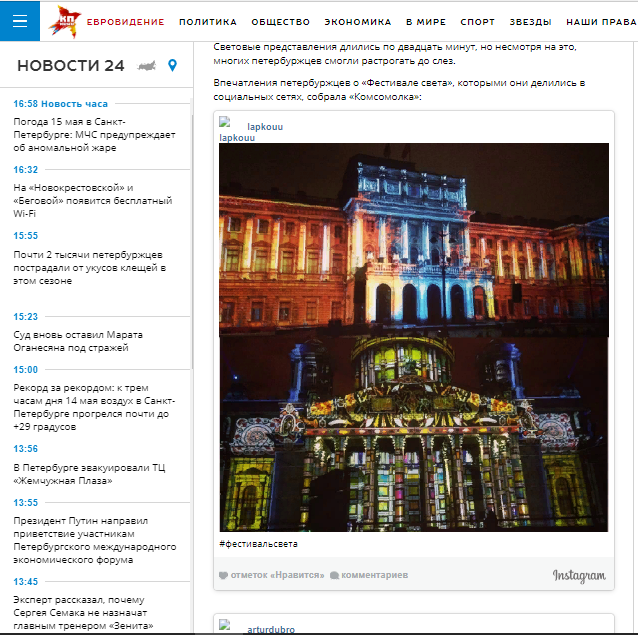 КП
ЕВРОВИДЕНИЕ ПОЛИТИКА ОБЩЕСТВО ЭКОНОМИКА В МИРЕ СПОРТ ЗВЕЗДЫ НАШИ ПРАВА
НОВОСТИ 24
16:58 Новость часа
Погода 15 мая в Санкт-
Петербурге: МЧС предупреждает
об аномальной жаре
16:32
На «Новокрестовской» и
«Беговой» появится бесплатный
Wi-Fi
15:55
Почти 2 тысячи петербуржцев
пострадали от укусов клещей в
этом сезоне
15:23
Суд вновь оставил Марата
Оганесяна под стражей
15:00
Рекорд за рекордом: к трем
часам дня 14 мая воздух в Санкт-
Петербурге прогрелся почти до
+29 градусов
13:56
В Петербурге эвакуировали ТЦ
«Жемчужная Плаза»
13:55
Президент Путин направил
приветствие участникам
Петербургского международного
экономического форума
13:45
Эксперт рассказал, почему
Сергея Семака не назначат
главным тренером «Зенита»
Световые представления длились по двадцать минут, но несмотря на это,
многих петербуржцев смогли растрогать до слез.
Впечатления петербуржцев о «Фестивале света», которыми они делились в
социальных сетях, собрала «Комсомолка»:
lapkouu
lapkouu
#фестивальсвета
отметок «Нравится» комментариев
Instagram
arturdubro